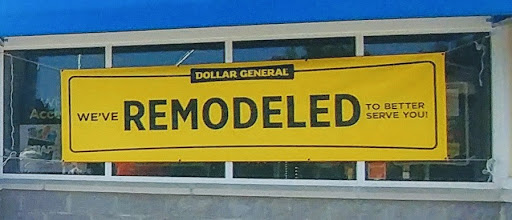 DOLLAR GENERAL
WE'VE REMODELED TO BETTER
SERVE YOU!